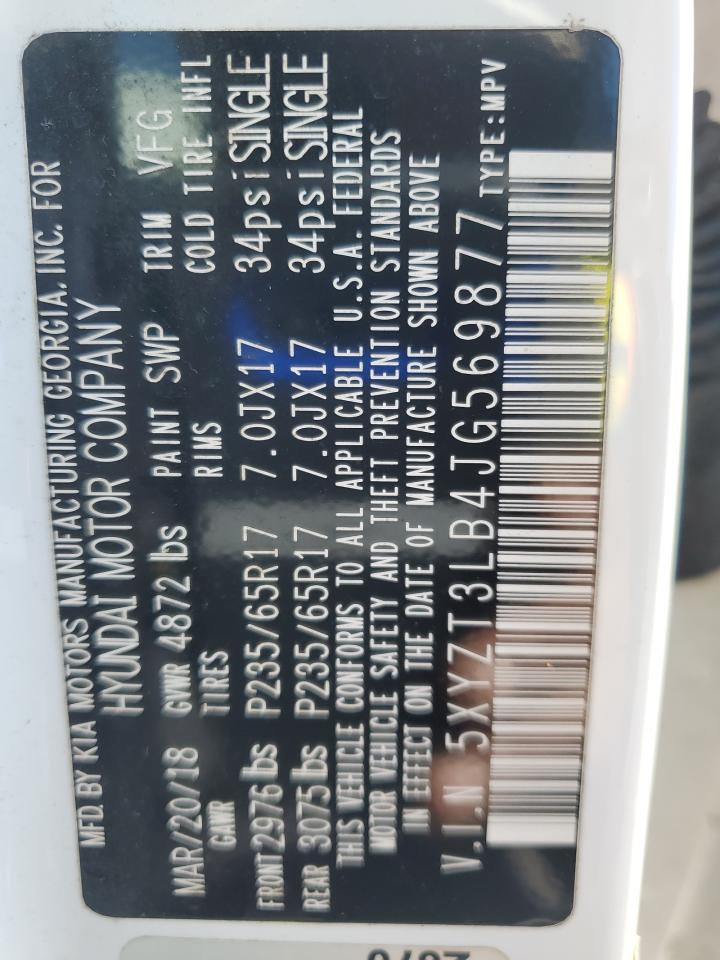 MFD. BY KIA MOTORS MANUFACTURING GEORGIA, INC. FOR
HYUNDAI MOTOR COMPANY
MAR/20/18 GVWR 4872 lbs PAINT SWP TRIM VFG
GAWR TIRES RIMS COLD TIRE INFL
FRONT 2976 lbs P235/65R17 7.0JX17 34psi SINGLE
REAR 3075 lbs P235/65R17 7.0JX17 34psi SINGLE
THIS VEHICLE CONFORMS TO ALL APPLICABLE U.S.A. FEDERAL
MOTOR VEHICLE SAFETY AND THEFT PREVENTION STANDARDS
IN EFFECT ON THE DATE OF MANUFACTURE SHOWN ABOVE
V.I.N 5XYZT3LB4JG569877 TYPE:MPV